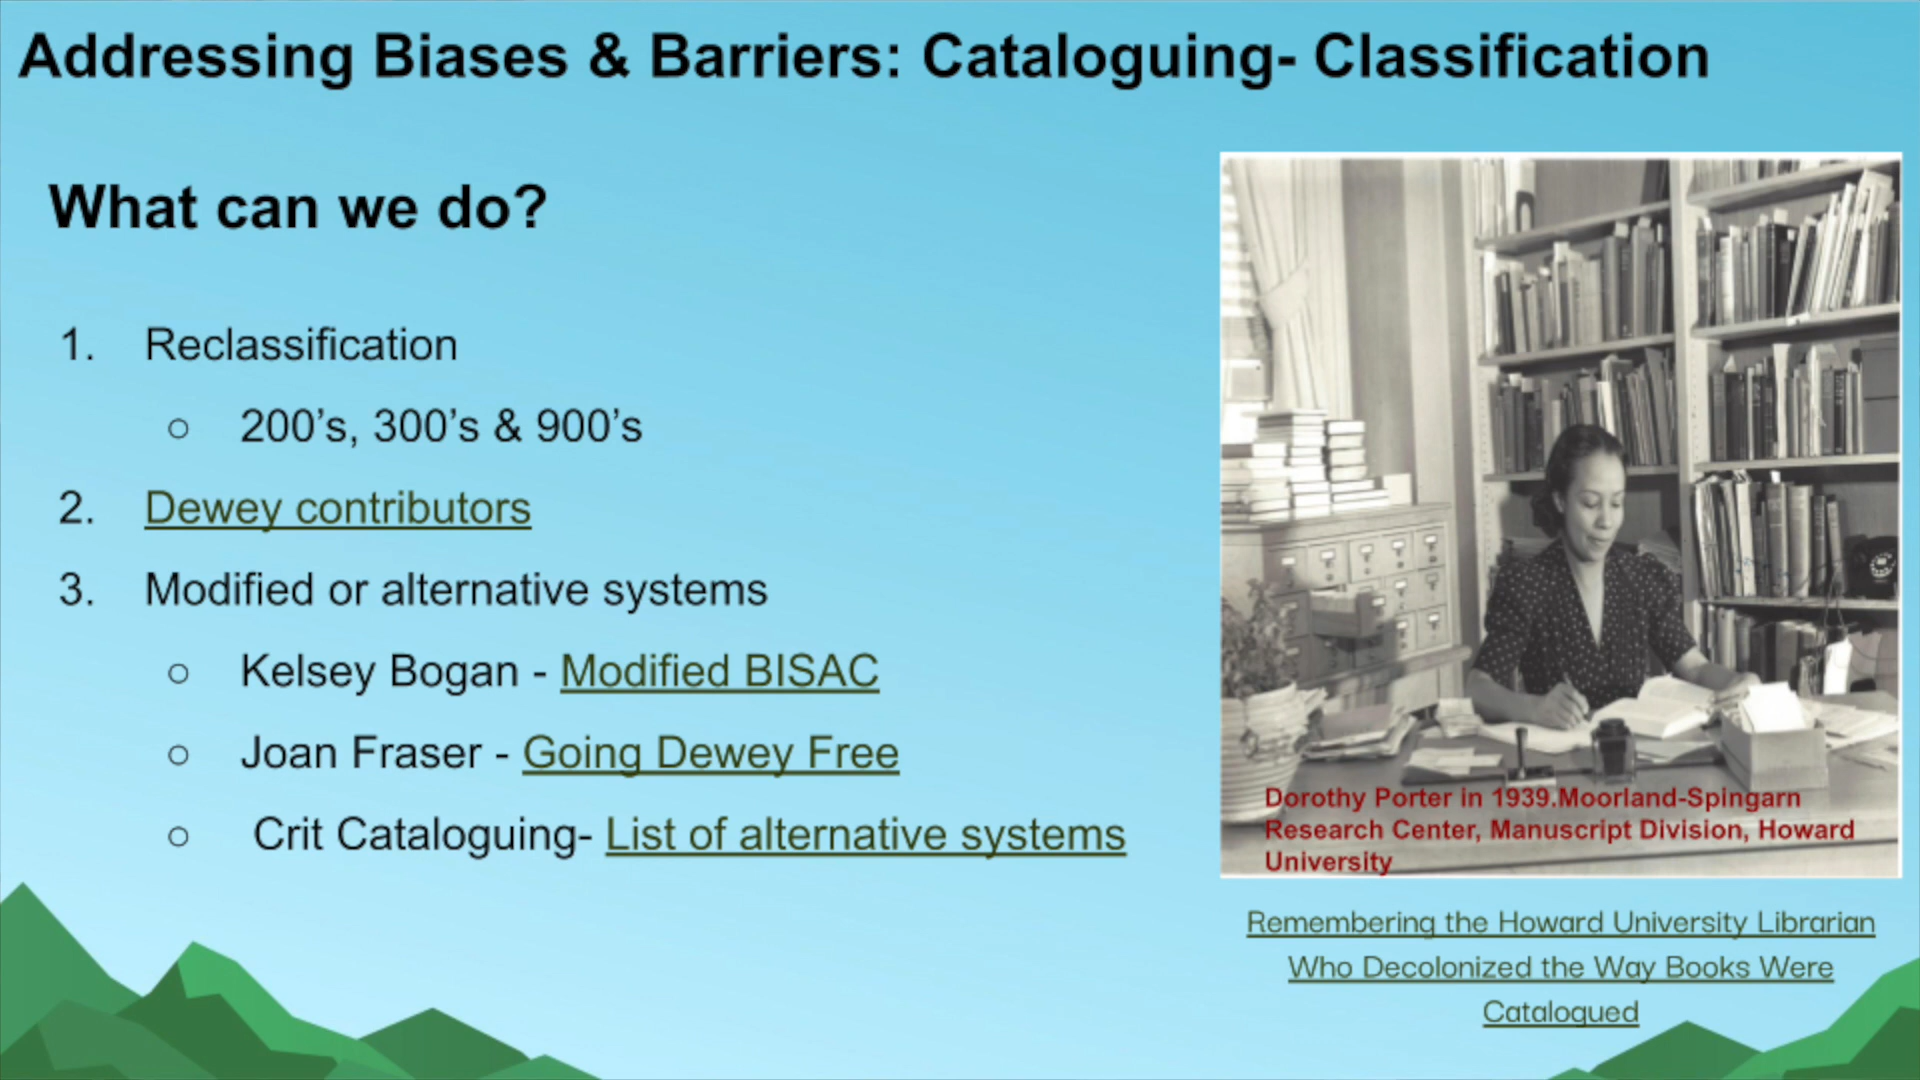 Addressing Biases & Barriers: Cataloguing- Classification
What can we do?
1. Reclassification
○ 200’s, 300’s & 900’s
2. Dewey contributors
3. Modified or alternative systems
○ Kelsey Bogan - Modified BISAC
○ Joan Fraser - Going Dewey Free
○ Crit Cataloguing- List of alternative systems
Dorothy Porter in 1939.Moorland-Spingarn
Research Center, Manuscript Division, Howard
University
Remembering the Howard University Librarian
Who Decolonized the Way Books Were
Catalogued